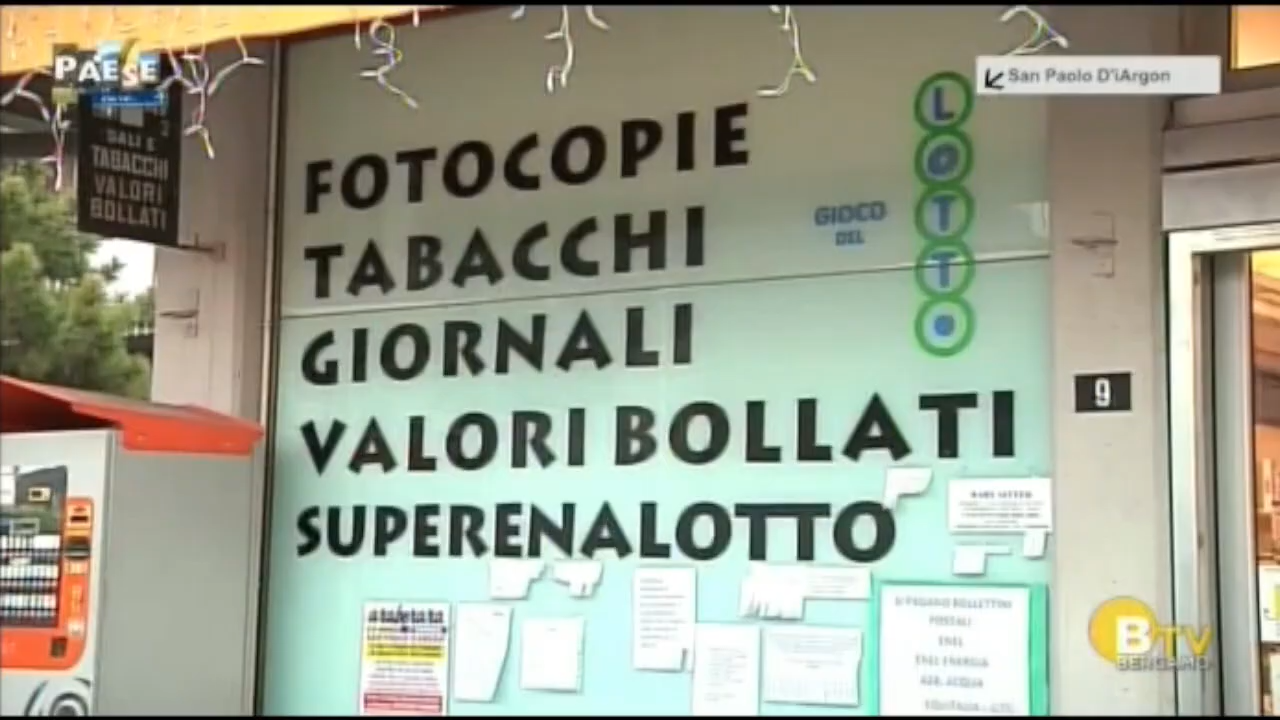 PAESE
San Paolo D'iArgon
SALI E
TABACCHI
VALORI
BOLLATI
FOTOCOPIE
TABACCHI
GIORNALI
VALORI BOLLATI
SUPERENALOTTO
GIOCO
DEL
LOTTO
9
BABY SITTER
SI PAGANO BOLLETTINI
POSTALI
ENEL
ENEL ENERGIA
ACQUA
BTV
BERGAMO